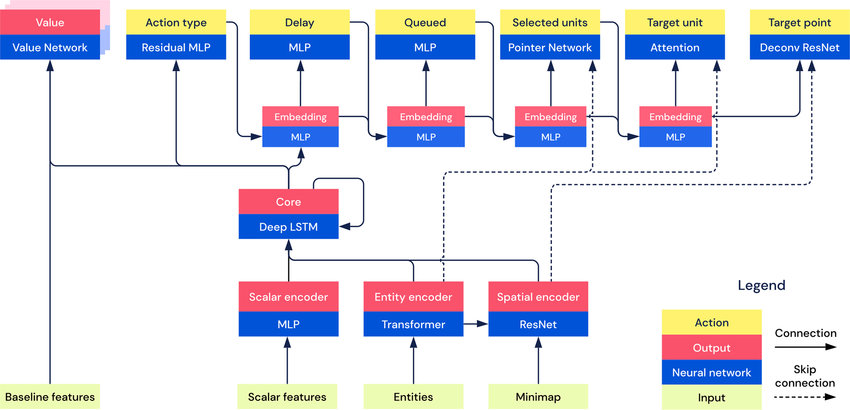 Value
Value Network
Action type
Residual MLP
Delay
MLP
Queued
MLP
Selected units
Pointer Network
Target unit
Attention
Target point
Deconv ResNet
Embedding
MLP
Embedding
MLP
Embedding
MLP
Embedding
MLP
Core
Deep LSTM
Scalar encoder
MLP
Entity encoder
Transformer
Spatial encoder
ResNet
Baseline features
Scalar features
Entities
Minimap
Legend
Action
Output
Neural network
Input
Connection
Skip
connection